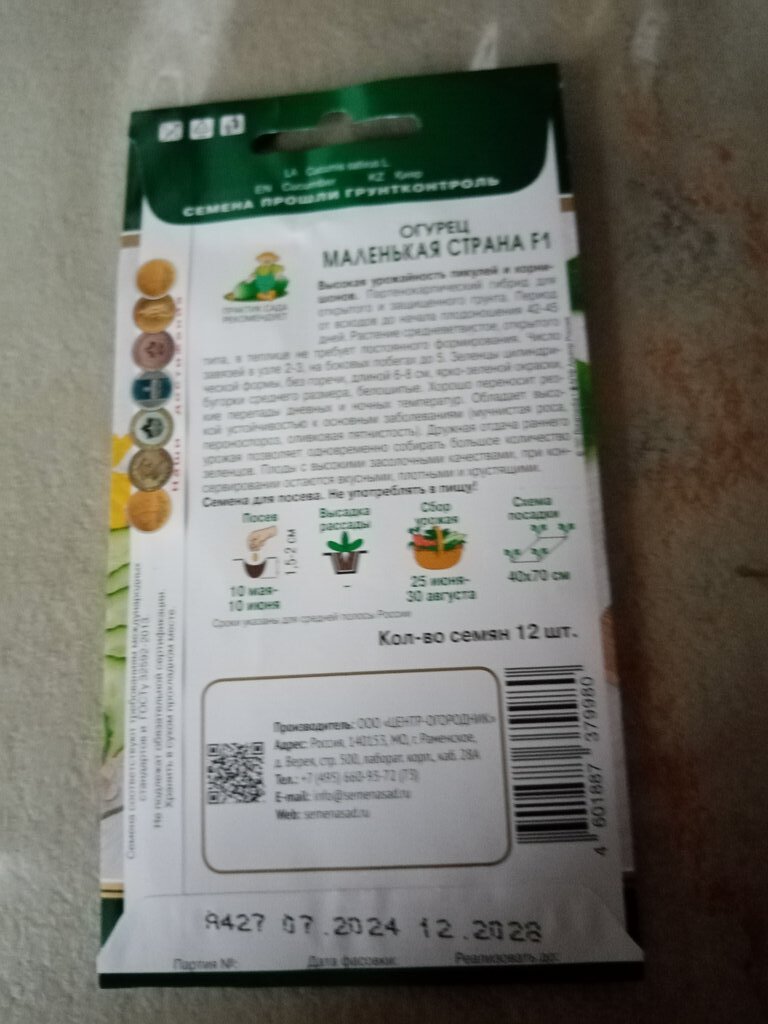 LA Cucumis sativus L.
EN Cucumber KZ Қияр
СЕМЕНА ПРОШЛИ ГРУНТКОНТРОЛЬ
ОГУРЕЦ
МАЛЕНЬКАЯ СТРАНА F1
ПРАКТИК САДА
РЕКОМЕНДУЕТ
Высокая урожайность пикулей и корни-
шонов. Партенокарпический гибрид для
открытого и защищенного грунта. Период
от всходов до начала плодоношения 42-45
дней. Растение среднеплетистое, открытого
типа, в теплице не требует постоянного формирования. Число
завязей в узле 2-3, на боковых побегах до 5. Зеленцы цилиндри-
ческой формы, без горечи, длиной 6-8 см, ярко-зеленой окраски,
бугорки среднего размера, белошипые. Хорошо переносит рез-
кие перепады дневных и ночных температур. Обладает высо-
кой устойчивостью к основным заболеваниям (мучнистая роса,
пероноспороз, оливковая пятнистость). Дружная отдача раннего
урожая позволяет одновременно собирать большое количество
зеленцов. Плоды с высокими засолочными качествами, при кон-
сервировании остаются вкусными, плотными и хрустящими.
Семена для посева. Не употреблять в пищу!
Наши достижения
Посев
1,5-2 см
10 мая-
10 июня
Высадка
рассады
–
Сбор
урожая
25 июня-
30 августа
Схема
посадки
40х70 см
Сроки указаны для средней полосы России
Кол-во семян 12 шт.
Семена соответствуют требованиям международных
стандартов и ГОСТу 32592-2013.
Не подлежат обязательной сертификации.
Хранить в сухом прохладном месте.
Производитель: ООО «ЦЕНТР-ОГОРОДНИК»
Адрес: Россия, 140153, МО, г. Раменское,
д. Верея, стр. 500, лаборат. корп., каб. 28А
Тел.: +7 (495) 660-93-72 (73)
E-mail: info@semenasad.ru
Web: semenasad.ru
4 601887 379980
9427 07.2024 12.2028
Партия №: Дата фасовки: Реализовать до: